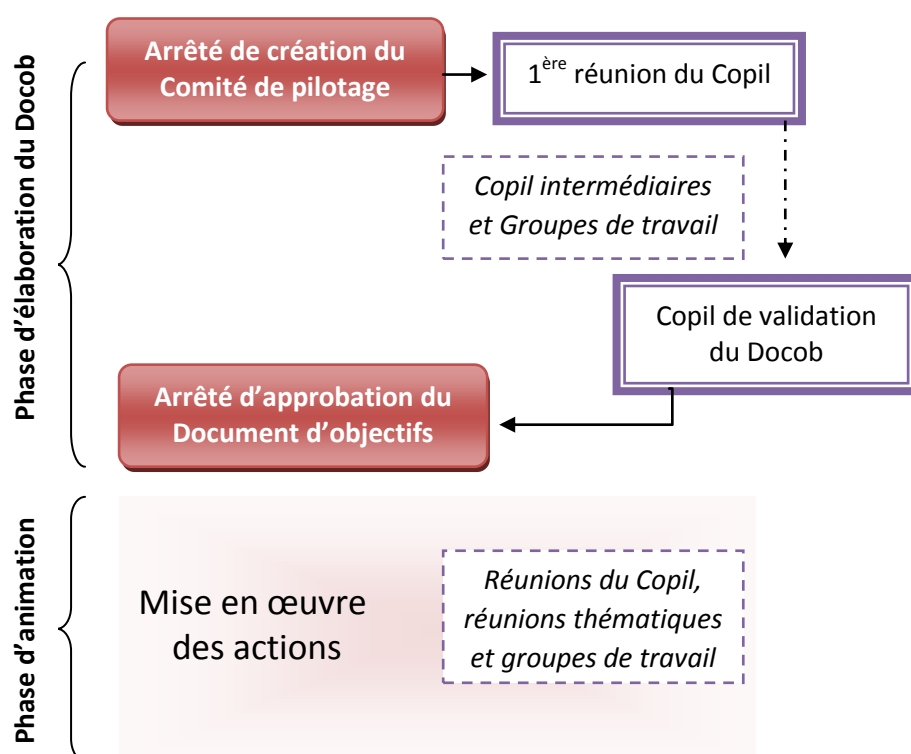 Phase d'élaboration du Docob
Arrêté de création du
Comité de pilotage
1ère réunion du Copil
Copil intermédiaires
et Groupes de travail
Copil de validation
du Docob
Arrêté d'approbation du
Document d'objectifs
Phase d'animation
Mise en œuvre
des actions
Réunions du Copil,
réunions thématiques
et groupes de travail